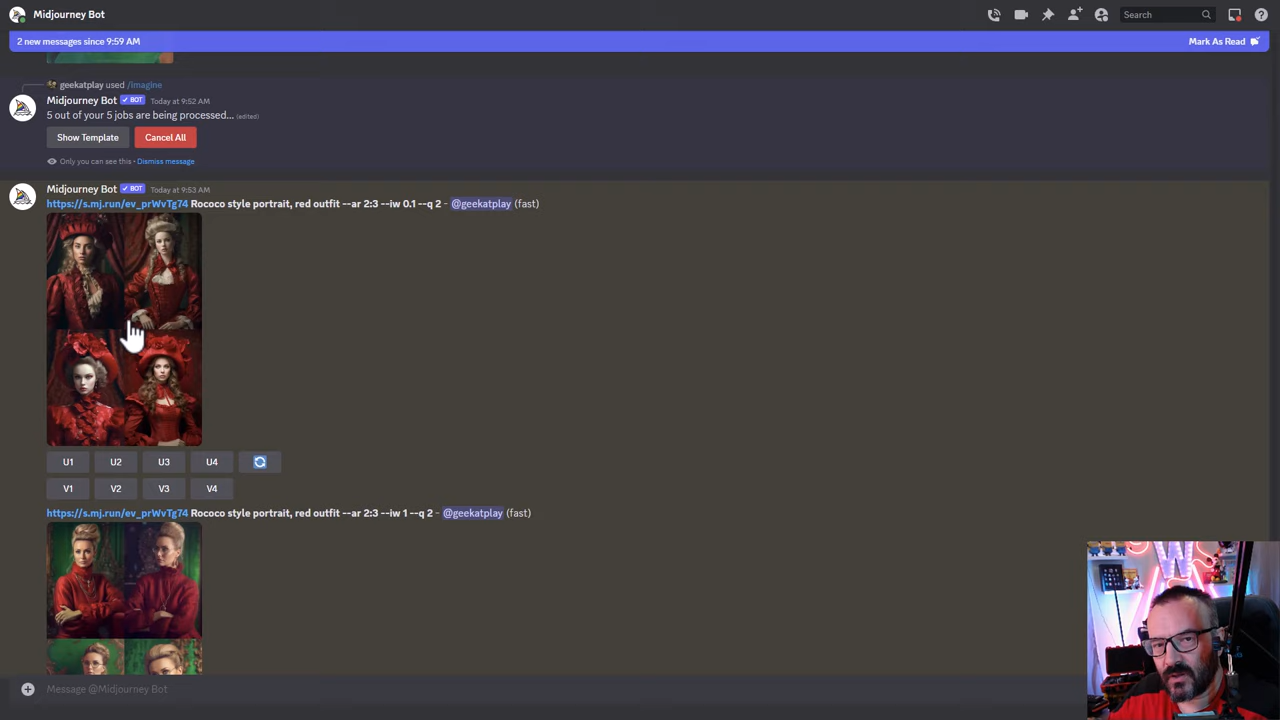 Midjourney Bot
Search
2 new messages since 9:59 AM
Mark As Read
geekatplay used /imagine
Midjourney Bot ✓ BOT Today at 9:52 AM
5 out of your 5 jobs are being processed... (edited)
Show Template
Cancel All
Only you can see this • Dismiss message
Midjourney Bot ✓ BOT Today at 9:53 AM
https://s.mj.run/ev_prWvTg74 Rococo style portrait, red outfit --ar 2:3 --iw 0.1 --q 2 - @geekatplay (fast)
U1 U2 U3 U4
V1 V2 V3 V4
https://s.mj.run/ev_prWvTg74 Rococo style portrait, red outfit --ar 2:3 --iw 1 --q 2 - @geekatplay (fast)
W
Message @Midjourney Bot